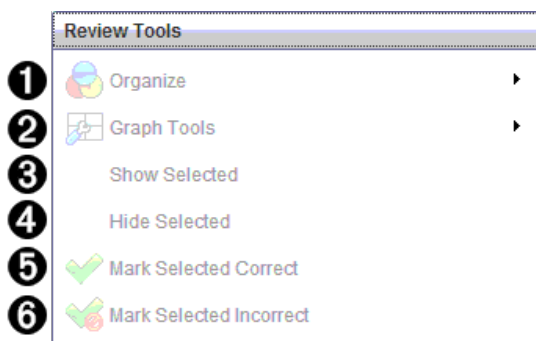 Review Tools
1 Organize
2 Graph Tools
3 Show Selected
4 Hide Selected
5 Mark Selected Correct
6 Mark Selected Incorrect